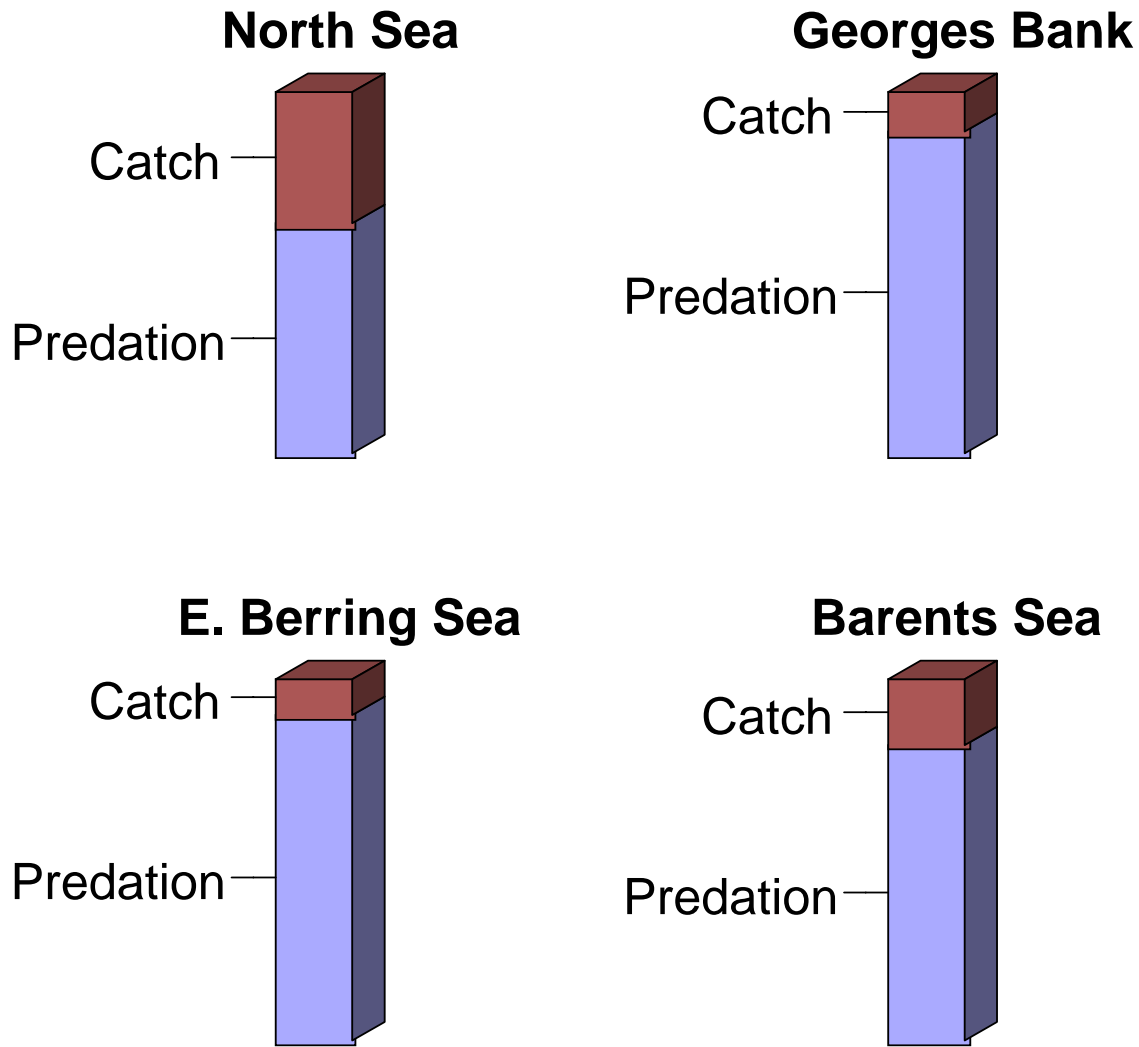 North Sea
Catch
Predation
Georges Bank
Catch
Predation
E. Berring Sea
Catch
Predation
Barents Sea
Catch
Predation